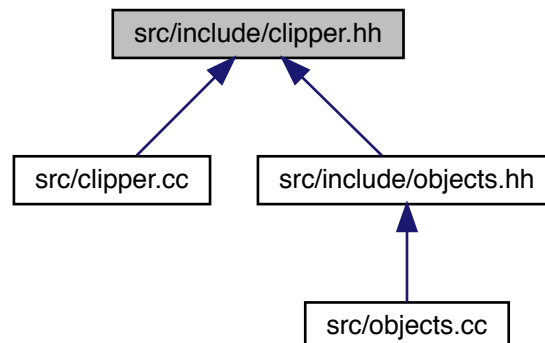 src/include/clipper.hh
src/clipper.cc
src/include/objects.hh
src/objects.cc